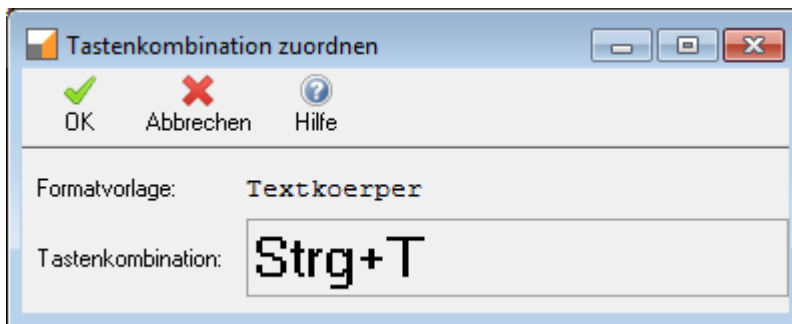 Tastenkombination zuordnen
OK Abbrechen Hilfe
Formatvorlage: Textkoerper
Tastenkombination: Strg+T